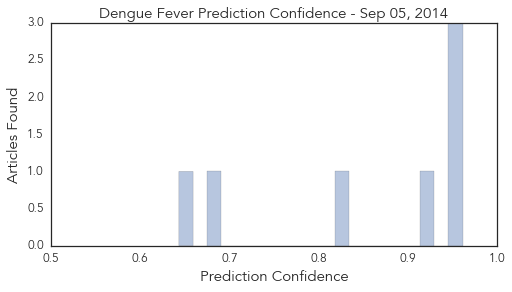 Dengue Fever Prediction Confidence - Sep 05, 2014
3.0
2.5
2.0
1.5
1.0
0.5
0.0
Articles Found
0.5 0.6 0.7 0.8 0.9 1.0
Prediction Confidence